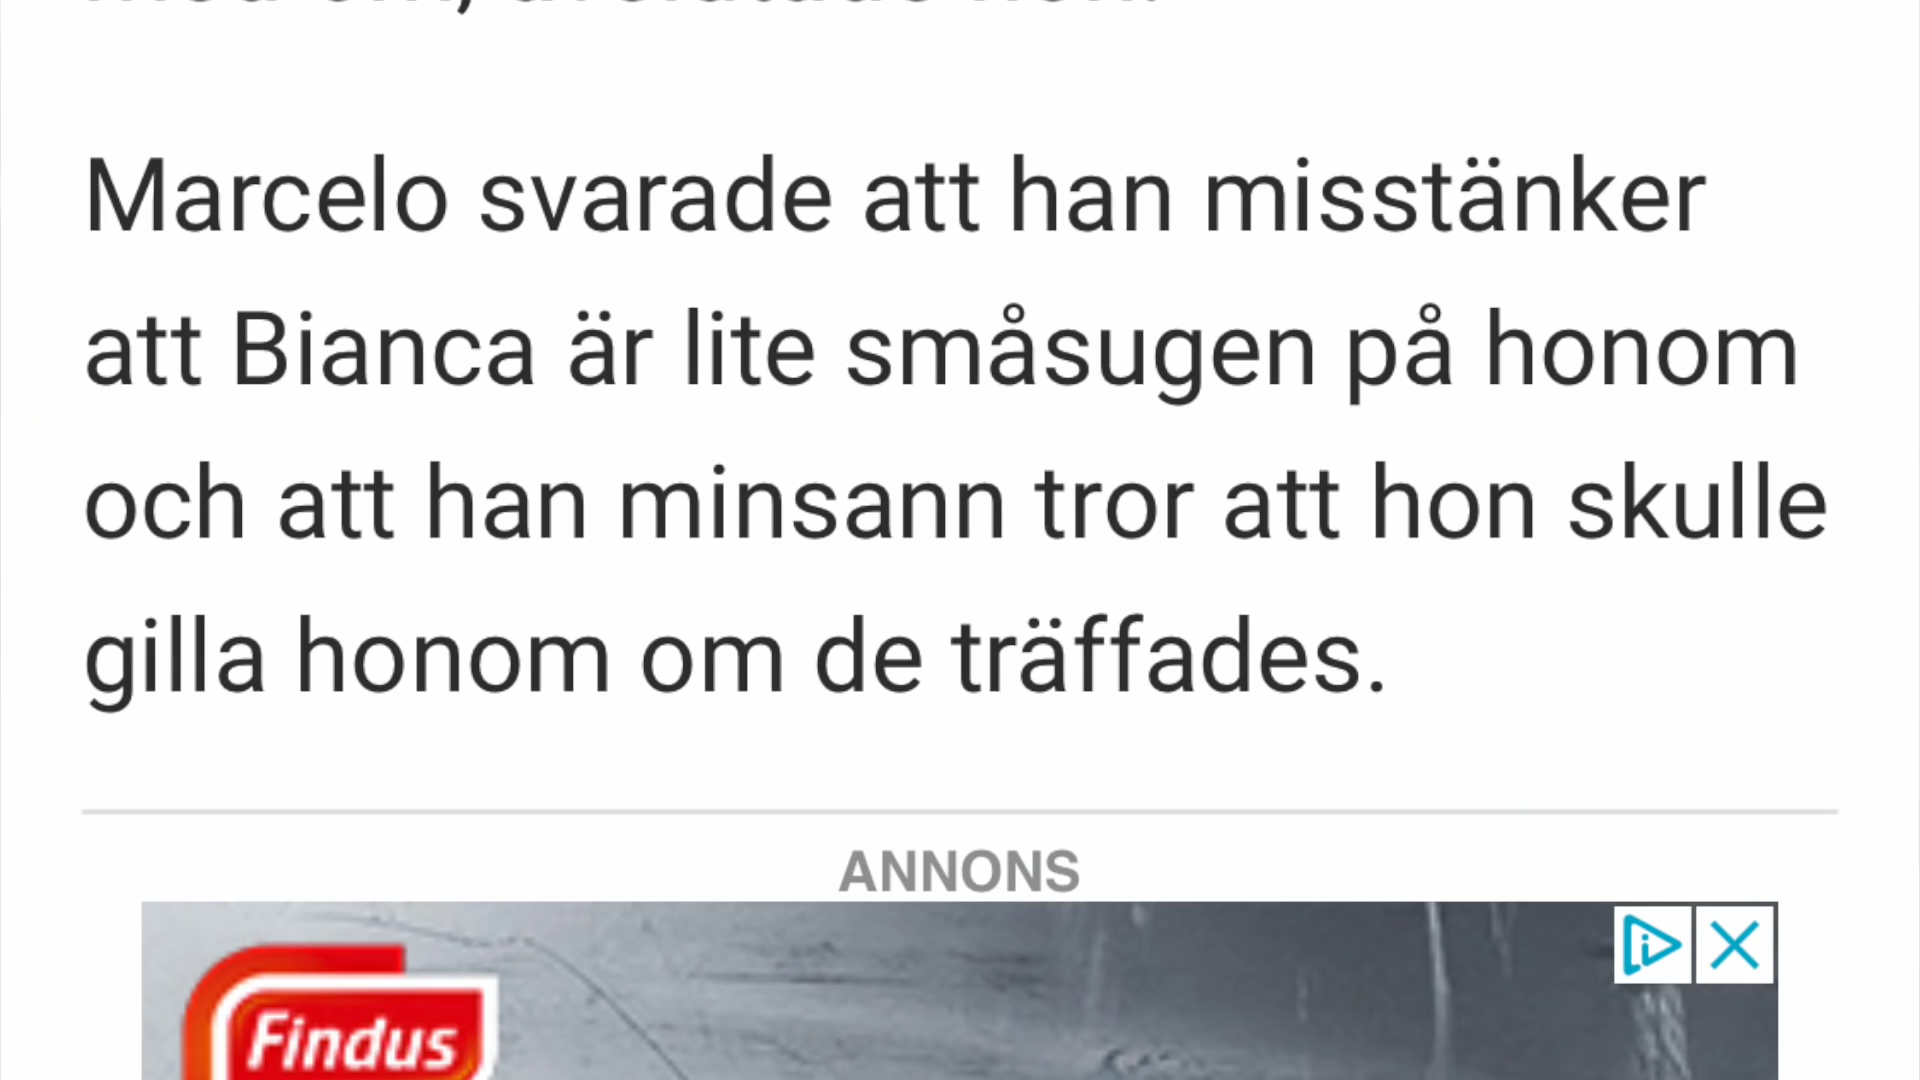 Marcelo svarade att han misstänker
att Bianca är lite småsugen på honom
och att han minsann tror att hon skulle
gilla honom om de träffades.
ANNONS
Findus